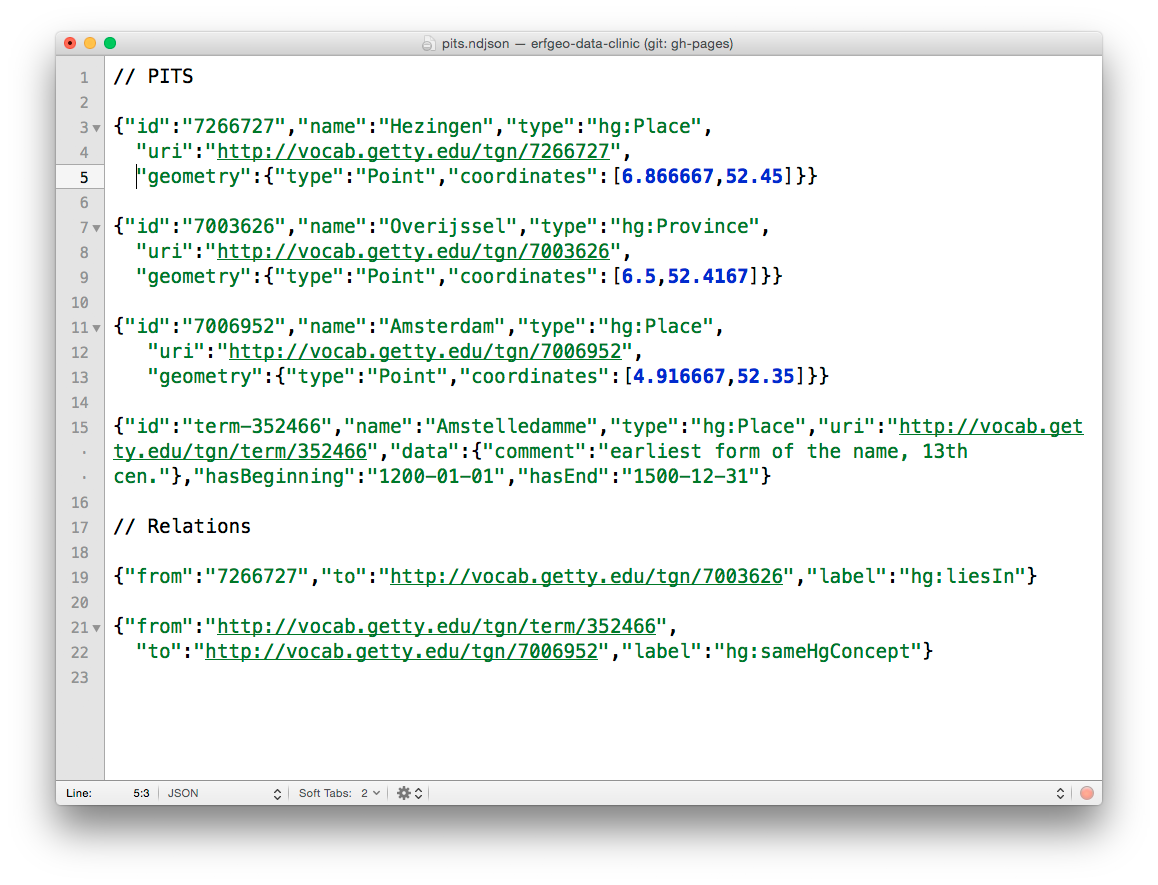 pits.ndjson — erfgeo-data-clinic (git: gh-pages)
1 // PITS
2
3 {"id":"7266727","name":"Hezingen","type":"hg:Place",
4 "uri":"http://vocab.getty.edu/tgn/7266727",
5 "geometry":{"type":"Point","coordinates":[6.866667,52.45]}}
6
7 {"id":"7003626","name":"Overijssel","type":"hg:Province",
8 "uri":"http://vocab.getty.edu/tgn/7003626",
9 "geometry":{"type":"Point","coordinates":[6.5,52.4167]}}
10
11 {"id":"7006952","name":"Amsterdam","type":"hg:Place",
12 "uri":"http://vocab.getty.edu/tgn/7006952",
13 "geometry":{"type":"Point","coordinates":[4.916667,52.35]}}
14
15 {"id":"term-352466","name":"Amstelledamme","type":"hg:Place","uri":"http://vocab.get
ty.edu/tgn/term/352466","data":{"comment":"earliest form of the name, 13th
cen."},"hasBeginning":"1200-01-01","hasEnd":"1500-12-31"}
16
17 // Relations
18
19 {"from":"7266727","to":"http://vocab.getty.edu/tgn/7003626","label":"hg:liesIn"}
20
21 {"from":"http://vocab.getty.edu/tgn/term/352466",
22 "to":"http://vocab.getty.edu/tgn/7006952","label":"hg:sameHgConcept"}
23
Line: 5:3 JSON Soft Tabs: 2